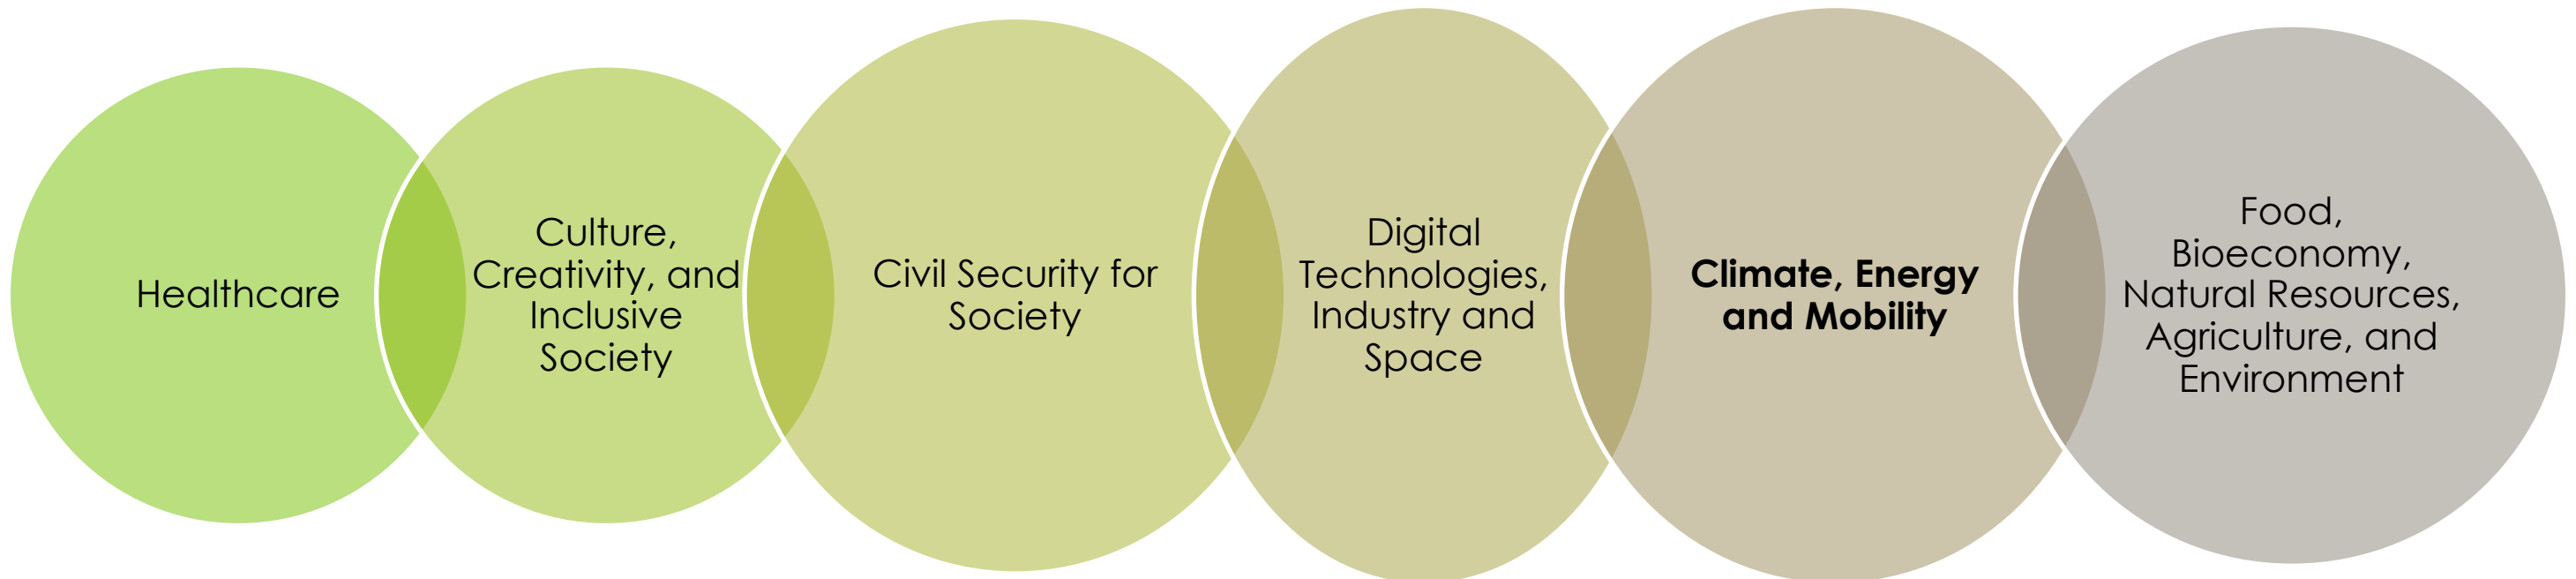 Healthcare
Culture,
Creativity, and
Inclusive
Society
Civil Security for
Society
Digital
Technologies,
Industry and
Space
Climate, Energy
and Mobility
Food,
Bioeconomy,
Natural Resources,
Agriculture, and
Environment